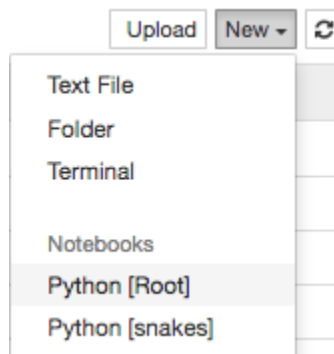 Upload New
Text File
Folder
Terminal
Notebooks
Python [Root]
Python [snakes]